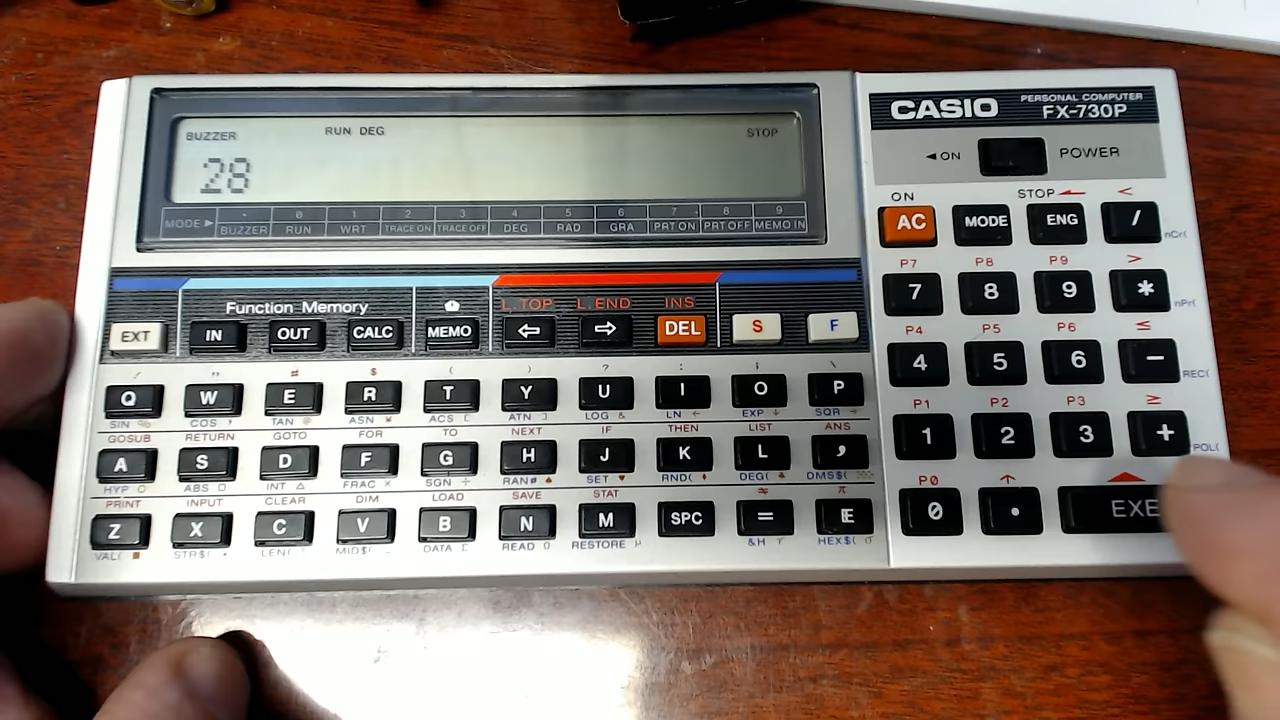 CASIO PERSONAL COMPUTER
FX-730P
BUZZER RUN DEG STOP
28
MODE ▶ • 0 1 2 3 4 5 6 7 8 9
BUZZER RUN WRT TRACE ON TRACE OFF DEG RAD GRA PRT ON PRT OFF MEMO IN
◄ON POWER
ON STOP <
AC MODE ENG / nCr(
P7 P8 P9 >
7 8 9 * nPr(
P4 P5 P6 ≤
4 5 6 − REC(
P1 P2 P3 ≥
1 2 3 + POL(
P0 ↑
0 • EXE
Function Memory L.TOP L.END INS
EXT IN OUT CALC MEMO ⇦ ⇨ DEL S F
! " # $ ( ) ? : ; \
Q W E R T Y U I O P
SIN COS ' TAN ASN ¥ ACS [ ATN ] LOG & LN ← EXP ↓ SQR →
GOSUB RETURN GOTO FOR TO NEXT IF THEN LIST ANS
A S D F G H J K L ,
HYP ○ ABS □ INT △ FRAC × SGN ÷ RAN# ♠ SET ♥ RND( ♦ DEG( ♣ DMS$(
PRINT INPUT CLEAR DIM LOAD SAVE STAT ≠ π
Z X C V B N M SPC = E
VAL( ■ STR$( LEN( MID$( DATA Σ READ Ω RESTORE μ &H HEX$( σ